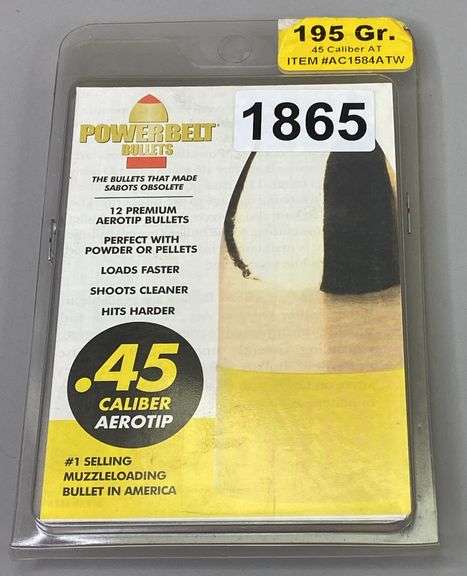 195 Gr.
.45 Caliber AT
ITEM #AC1584ATW
1865
POWERBELT
BULLETS
THE BULLETS THAT MADE
SABOTS OBSOLETE
12 PREMIUM
AEROTIP BULLETS
PERFECT WITH
POWDER OR PELLETS
LOADS FASTER
SHOOTS CLEANER
HITS HARDER
.45
CALIBER
AEROTIP
#1 SELLING
MUZZLELOADING
BULLET IN AMERICA